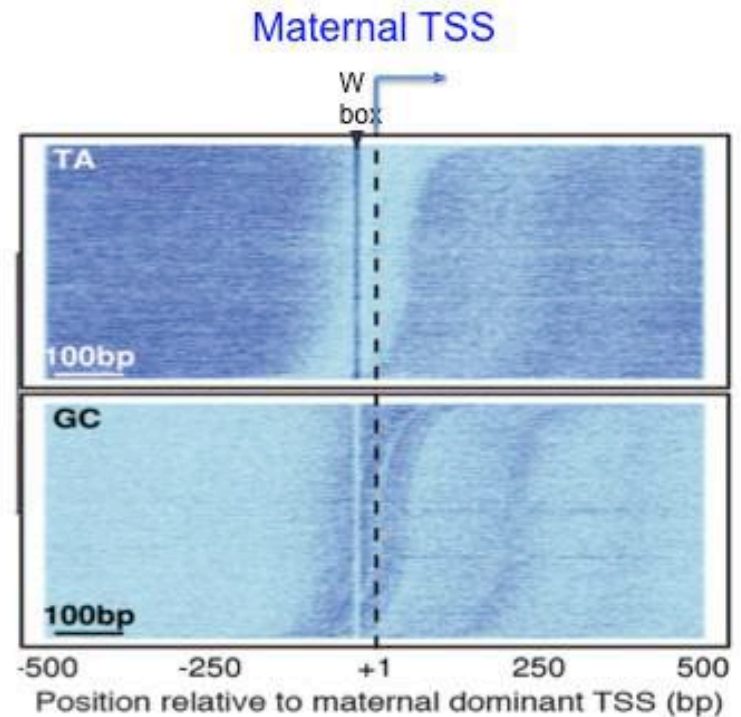 Maternal TSS
W
box
TA
100bp
GC
100bp
-500 -250 +1 250 500
Position relative to maternal dominant TSS (bp)